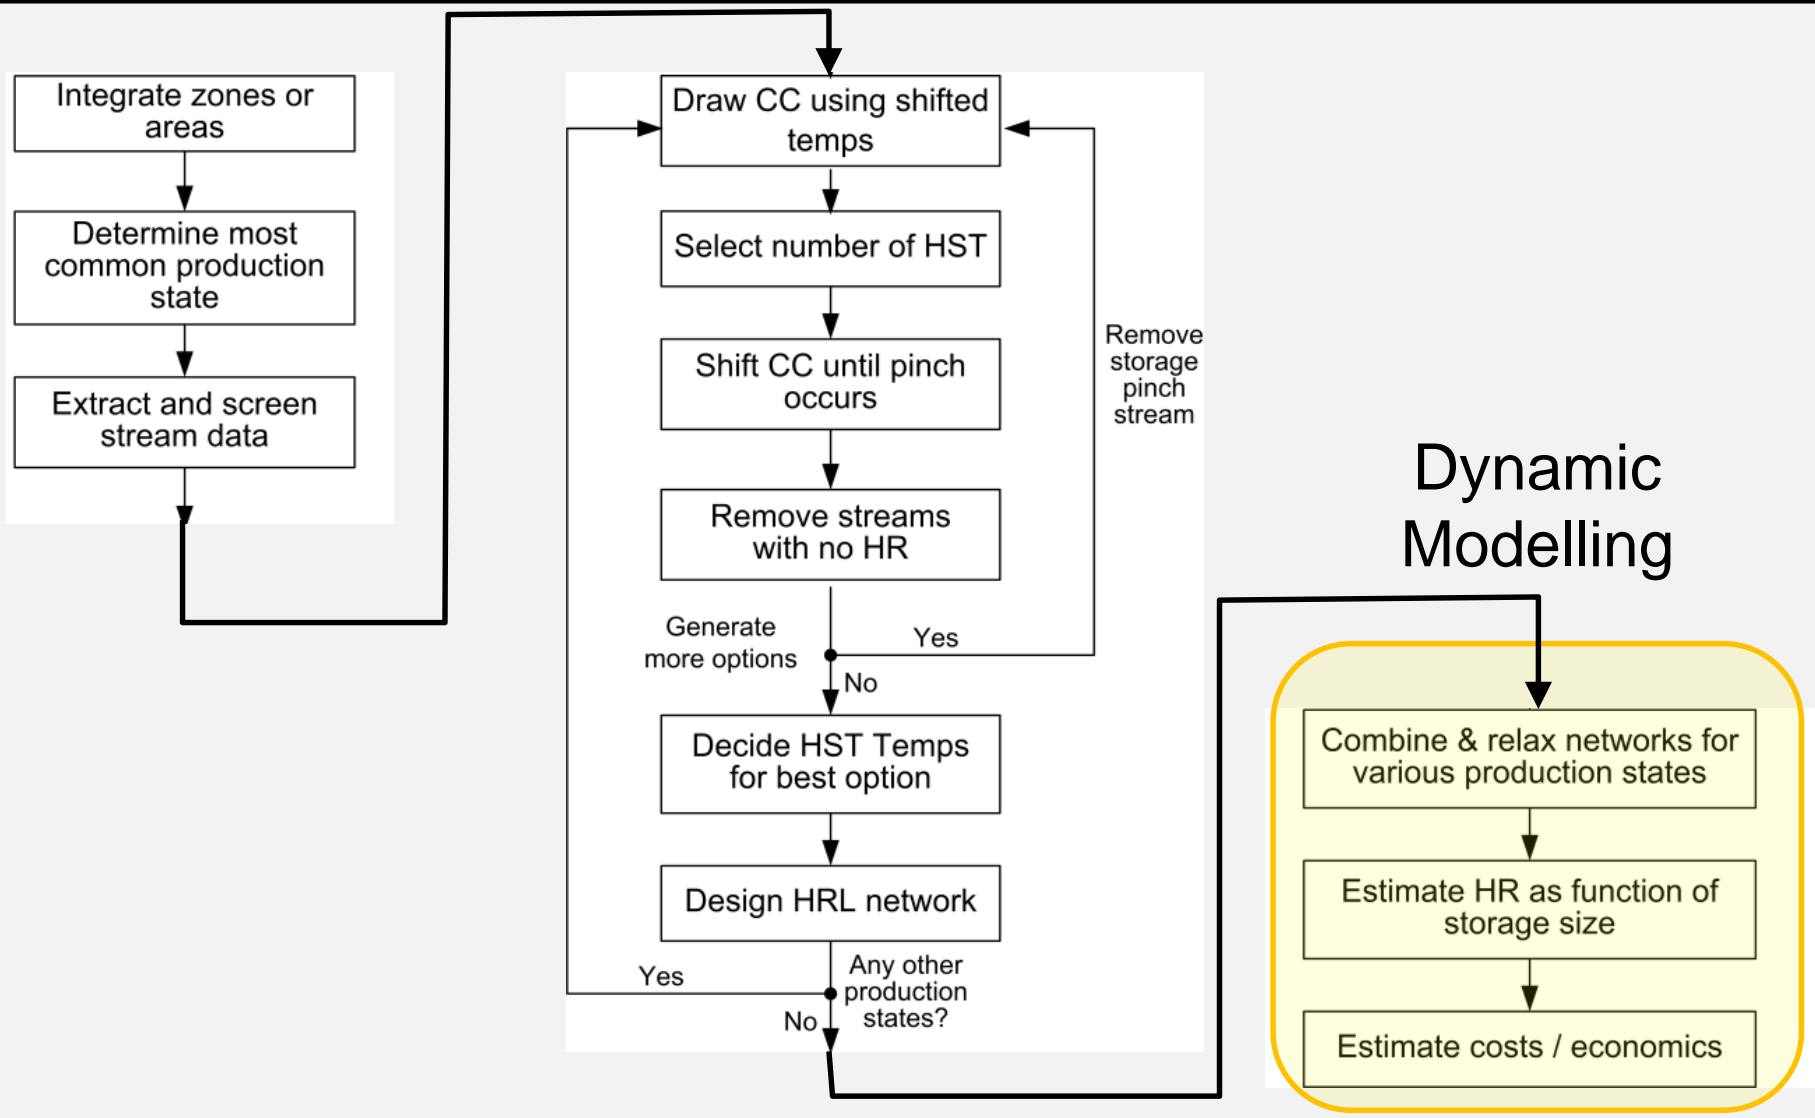 Integrate zones or
areas
Determine most
common production
state
Extract and screen
stream data
Draw CC using shifted
temps
Select number of HST
Shift CC until pinch
occurs
Remove
storage
pinch
stream
Remove streams
with no HR
Generate
more options
Yes
No
Decide HST Temps
for best option
Design HRL network
Yes
Any other
production
states?
No
Dynamic
Modelling
Combine & relax networks for
various production states
Estimate HR as function of
storage size
Estimate costs / economics